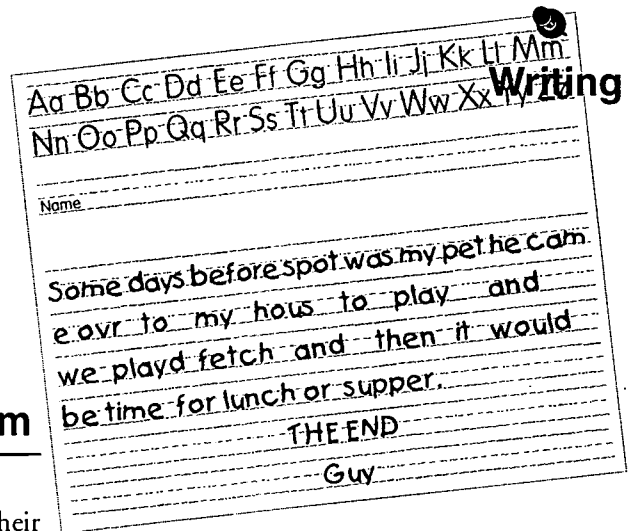 Aa Bb Cc Dd Ee Ff Gg Hh Ii Jj Kk Ll Mm
Writing
Nn Oo Pp Qq Rr Ss Tt Uu Vv Ww Xx
Name
Some days before spot was my pet he cam
e ovr to my hous to play and
we playd fetch and then it would
be time for lunch or supper.
m
THE END
Guy
heir